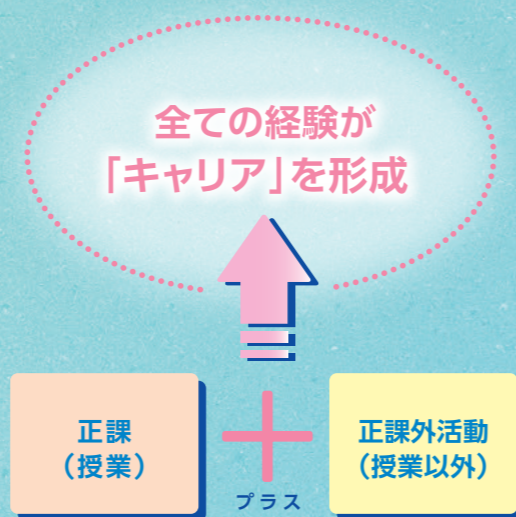 全ての経験が
「キャリア」を形成
正課
（授業）
プラス
正課外活動
（授業以外）